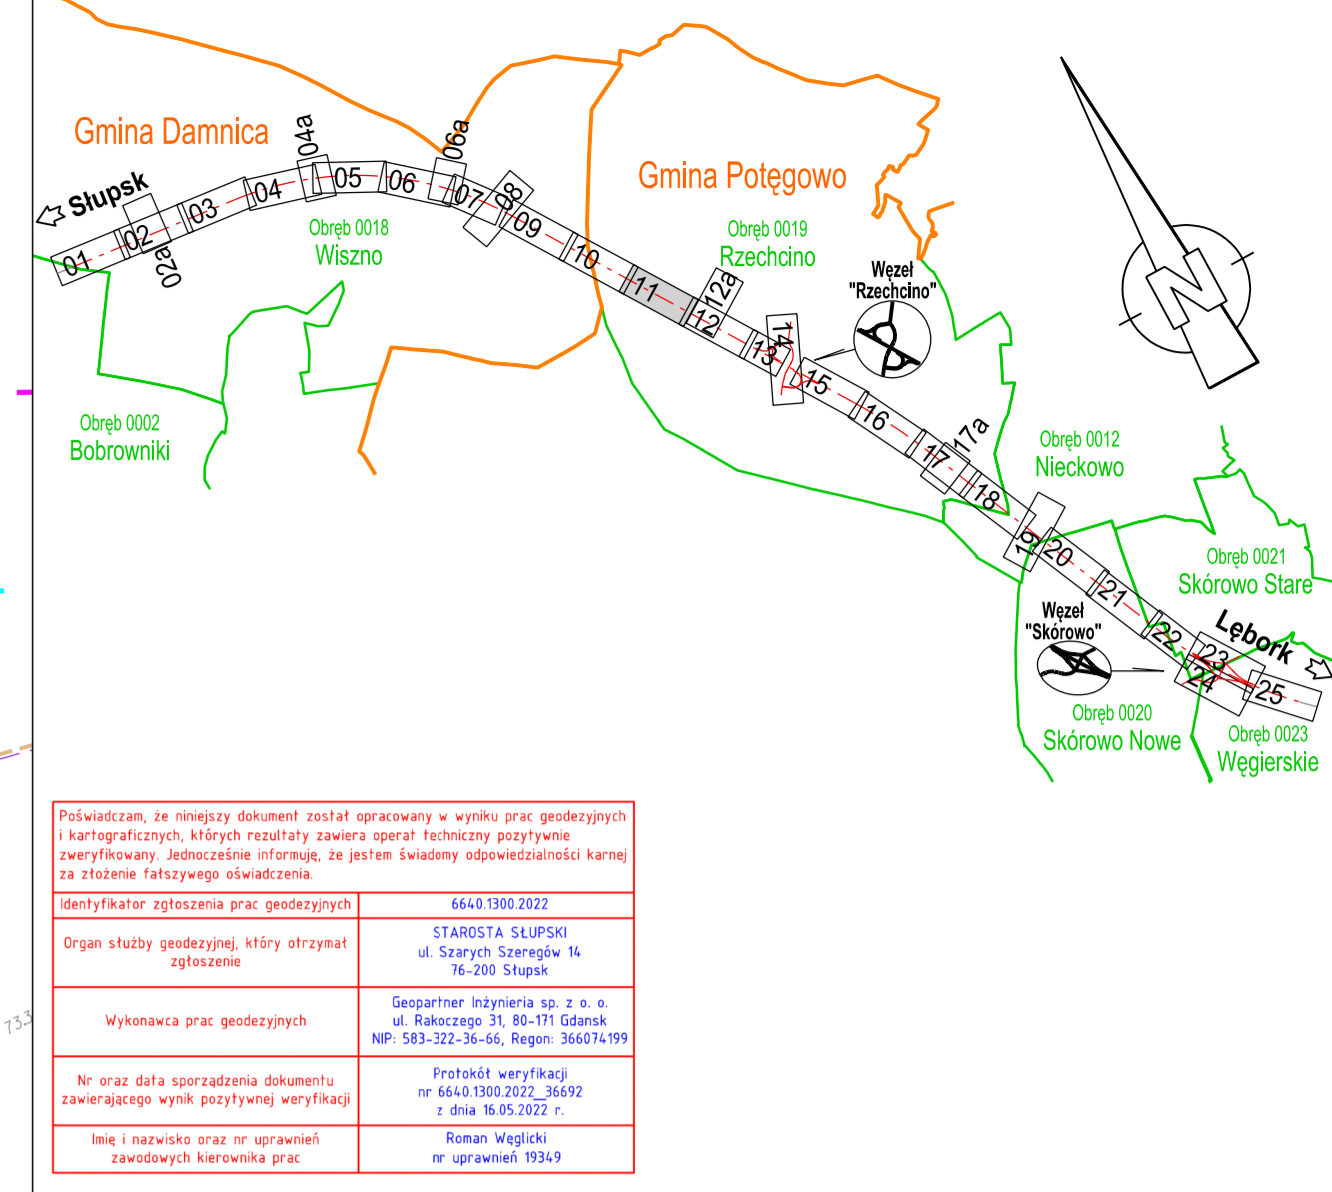 Gmina Damnica
Słupsk
01
02
02a
03
04
04a
05
06
06a
07
08
09
10
11
12
12a
13
14
15
16
17
17a
18
19
20
21
22
23
24
25
Obręb 0018
Wiszno
Obręb 0002
Bobrowniki
Gmina Potęgowo
Obręb 0019
Rzechcino
Węzeł
"Rzechcino"
N
Obręb 0012
Nieckowo
Obręb 0021
Skórowo Stare
Lębork
Węzeł
"Skórowo"
Obręb 0020
Skórowo Nowe
Obręb 0023
Węgierskie
73.3
Poświadczam, że niniejszy dokument został opracowany w wyniku prac geodezyjnych
i kartograficznych, których rezultaty zawiera operat techniczny pozytywnie
zweryfikowany. Jednocześnie informuję, że jestem świadomy odpowiedzialności karnej
za złożenie fałszywego oświadczenia.
Identyfikator zgłoszenia prac geodezyjnych
6640.1300.2022
Organ służby geodezyjnej, który otrzymał
zgłoszenie
STAROSTA SŁUPSKI
ul. Szarych Szeregów 14
76-200 Słupsk
Wykonawca prac geodezyjnych
Geopartner Inżynieria sp. z o. o.
ul. Rakoczego 31, 80-171 Gdansk
NIP: 583-322-36-66, Regon: 366074199
Nr oraz data sporządzenia dokumentu
zawierającego wynik pozytywnej weryfikacji
Protokół weryfikacji
nr 6640.1300.2022_36692
z dnia 16.05.2022 r.
Imię i nazwisko oraz nr uprawnień
zawodowych kierownika prac
Roman Węglicki
nr uprawnień 19349